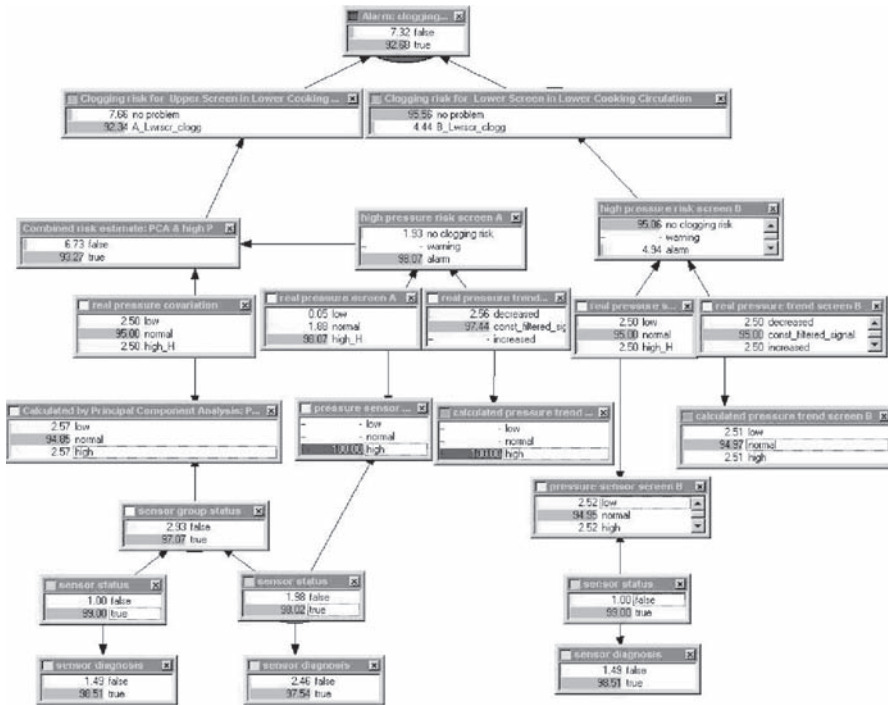 Alarm: clogging...
7.32 false
92.68 true
Clogging risk for Upper Screen in Lower Cooking ...
7.66 no problem
92.34 A_Lwrscr_clogg
Clogging risk for Lower Screen in Lower Cooking Circulation
95.56 no problem
4.44 B_Lwrscr_clogg
Combined risk estimate: PCA & high P
6.73 false
93.27 true
high pressure risk screen A
1.93 no clogging risk
- warning
98.07 alarm
high pressure risk screen B
95.06 no clogging risk
- warning
4.94 alarm
real pressure covariation
2.50 low
95.00 normal
2.50 high_H
real pressure screen A
0.05 low
1.88 normal
98.07 high_H
real pressure trend...
2.56 decreased
97.44 const_filtered_sig
- increased
real pressure s...
2.50 low
95.00 normal
2.50 high_H
real pressure trend screen B
2.50 decreased
95.00 const_filtered_signal
2.50 increased
Calculated by Principal Component Analysis: P...
2.57 low
94.85 normal
2.57 high
pressure sensor ...
- low
- normal
100.00 high
calculated pressure trend ...
- low
- normal
100.00 high
calculated pressure trend screen B
2.51 low
94.97 normal
2.51 high
sensor group status
2.93 false
97.07 true
pressure sensor screen B
2.52 low
94.95 normal
2.52 high
sensor status
1.00 false
99.00 true
sensor status
1.98 false
98.02 true
sensor status
1.00 false
99.00 true
sensor diagnosis
1.49 false
98.51 true
sensor diagnosis
2.46 false
97.54 true
sensor diagnosis
1.49 false
98.51 true